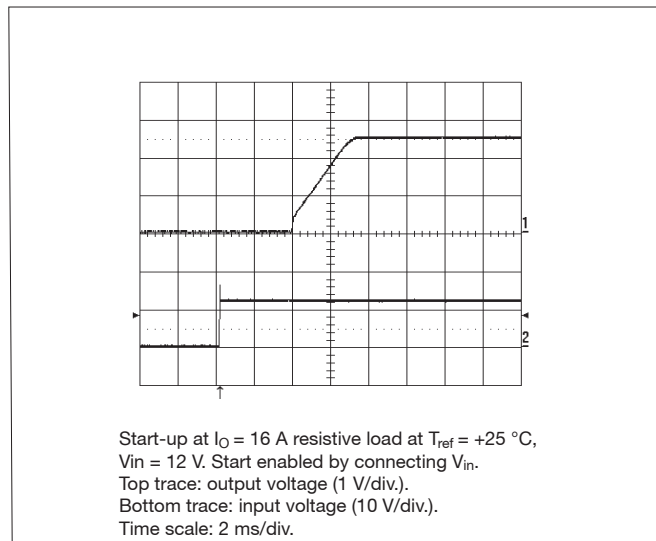 1
2
Start-up at IO = 16 A resistive load at Tref = +25 °C,
Vin = 12 V. Start enabled by connecting Vin.
Top trace: output voltage (1 V/div.).
Bottom trace: input voltage (10 V/div.).
Time scale: 2 ms/div.